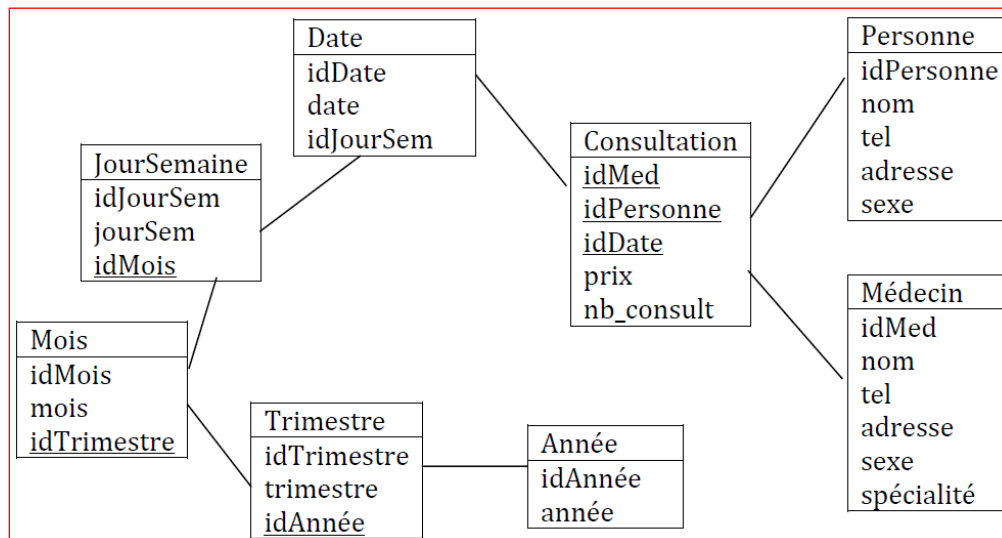 Date
idDate
date
idJourSem
JourSemaine
idJourSem
jourSem
idMois
Mois
idMois
mois
idTrimestre
Trimestre
idTrimestre
trimestre
idAnnée
Année
idAnnée
année
Consultation
idMed
idPersonne
idDate
prix
nb_consult
Personne
idPersonne
nom
tel
adresse
sexe
Médecin
idMed
nom
tel
adresse
sexe
spécialité